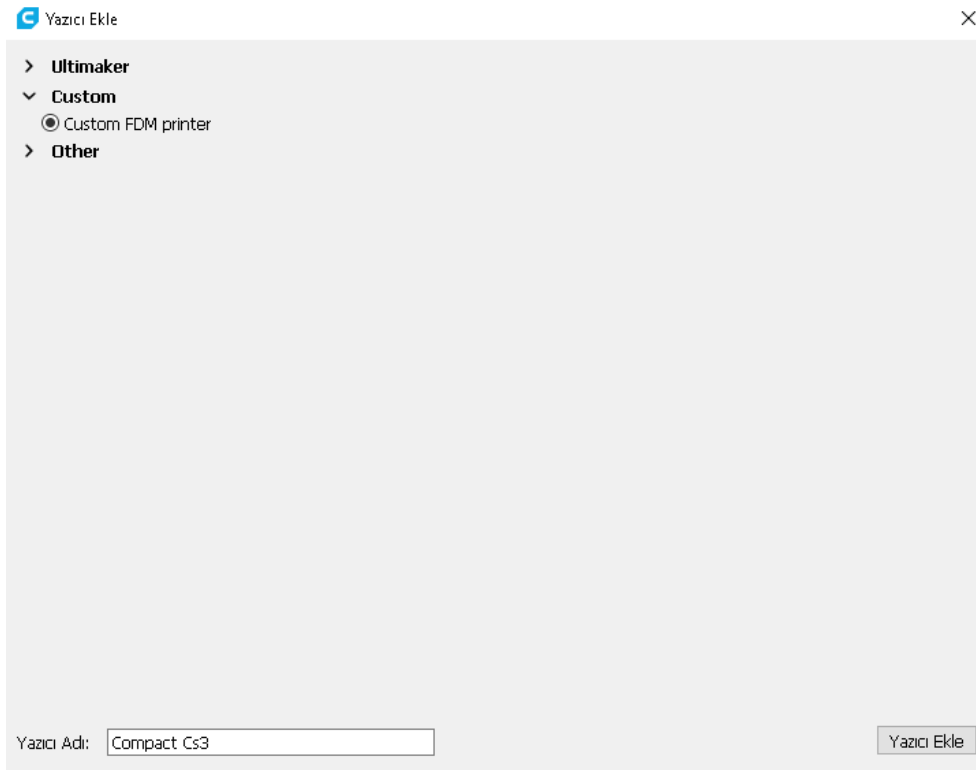 Yazıcı Ekle
Ultimaker
Custom
Custom FDM printer
Other
Yazıcı Adı: Compact Cs3
Yazıcı Ekle